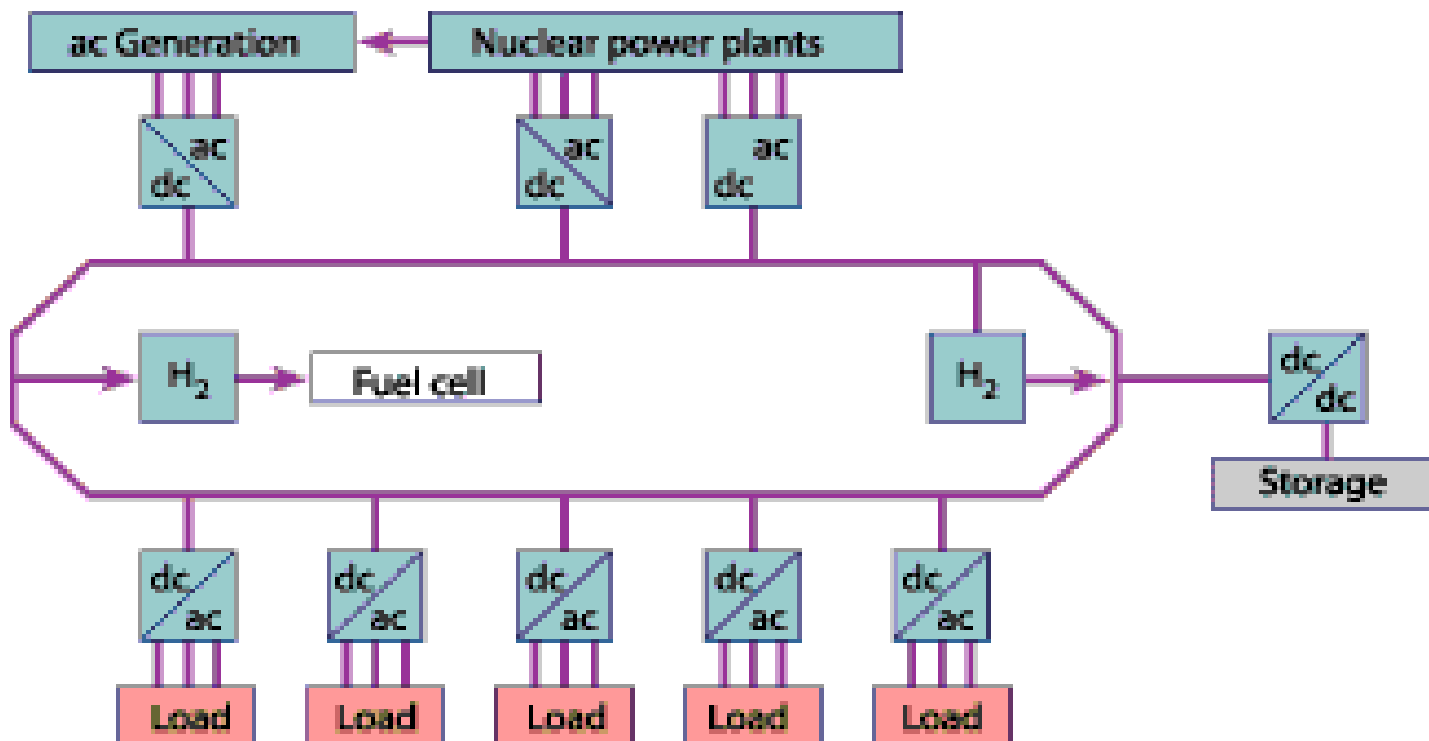 ac Generation
Nuclear power plants
ac
dc
ac
dc
ac
dc
H2
Fuel cell
H2
dc
dc
Storage
dc
ac
dc
ac
dc
ac
dc
ac
dc
ac
Load
Load
Load
Load
Load